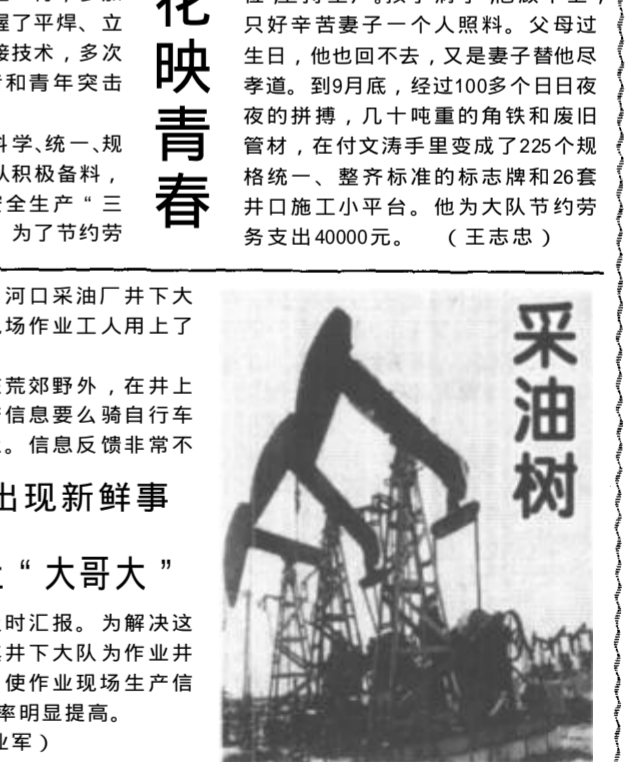 握了平焊、立
接技术，多次
和青年突击
科学、统一、规
队积极备料，
安全生产“三
为了节约劳
花映青春
只好辛苦妻子一个人照料。父母过
生日，他也回不去，又是妻子替他尽
孝道。到9月底，经过100多个日日夜
夜的拼搏，几十吨重的角铁和废旧
管材，在付文涛手里变成了225个规
格统一、整齐标准的标志牌和26套
井口施工小平台。他为大队节约劳
务支出40000元。（王志忠）
河口采油厂井下大
场作业工人用上了
荒郊野外，在井上
信息要么骑自行车
。信息反馈非常不
出现新鲜事
上“大哥大”
时汇报。为解决这
井下大队为作业井
使作业现场生产信
率明显提高。
业军）
采油树